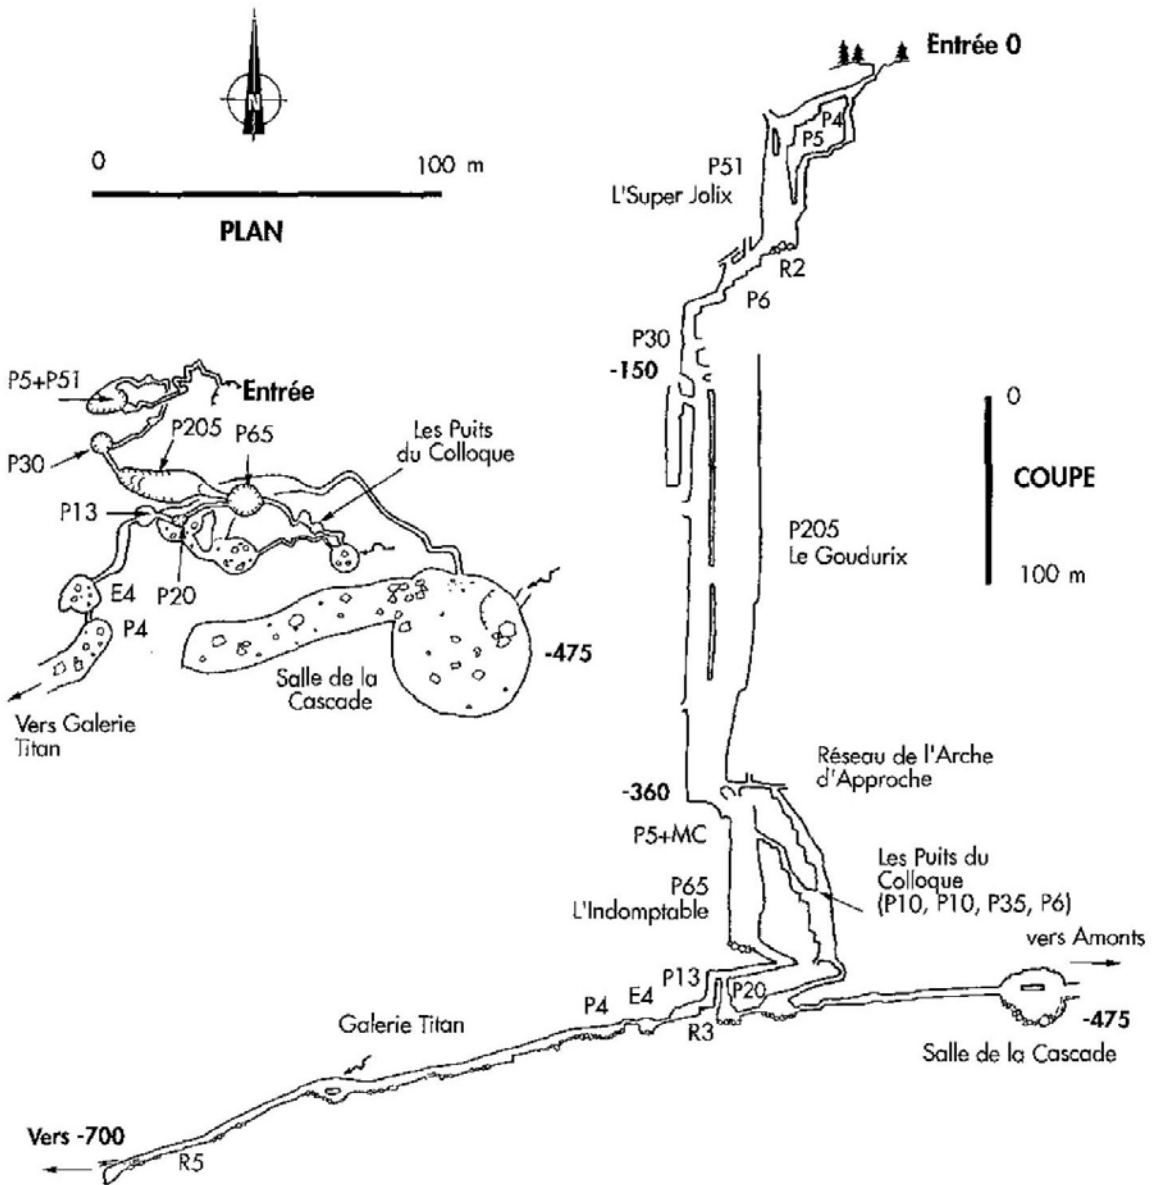 N
0
100 m
PLAN
P5+P51
Entrée
P205
P65
Les Puits
du Colloque
P30
P13
E4
P20
P4
-475
Salle de la
Cascade
Vers Galerie
Titan
Entrée 0
P4
P5
P51
L'Super Jolix
R2
P6
P30
-150
0
COUPE
100 m
P205
Le Goudurix
Réseau de l'Arche
d'Approche
-360
P5+MC
Les Puits du
Colloque
(P10, P10, P35, P6)
P65
L'Indomptable
vers Amonts
P13
P20
E4
P4
R3
-475
Salle de la Cascade
Galerie Titan
Vers -700
R5